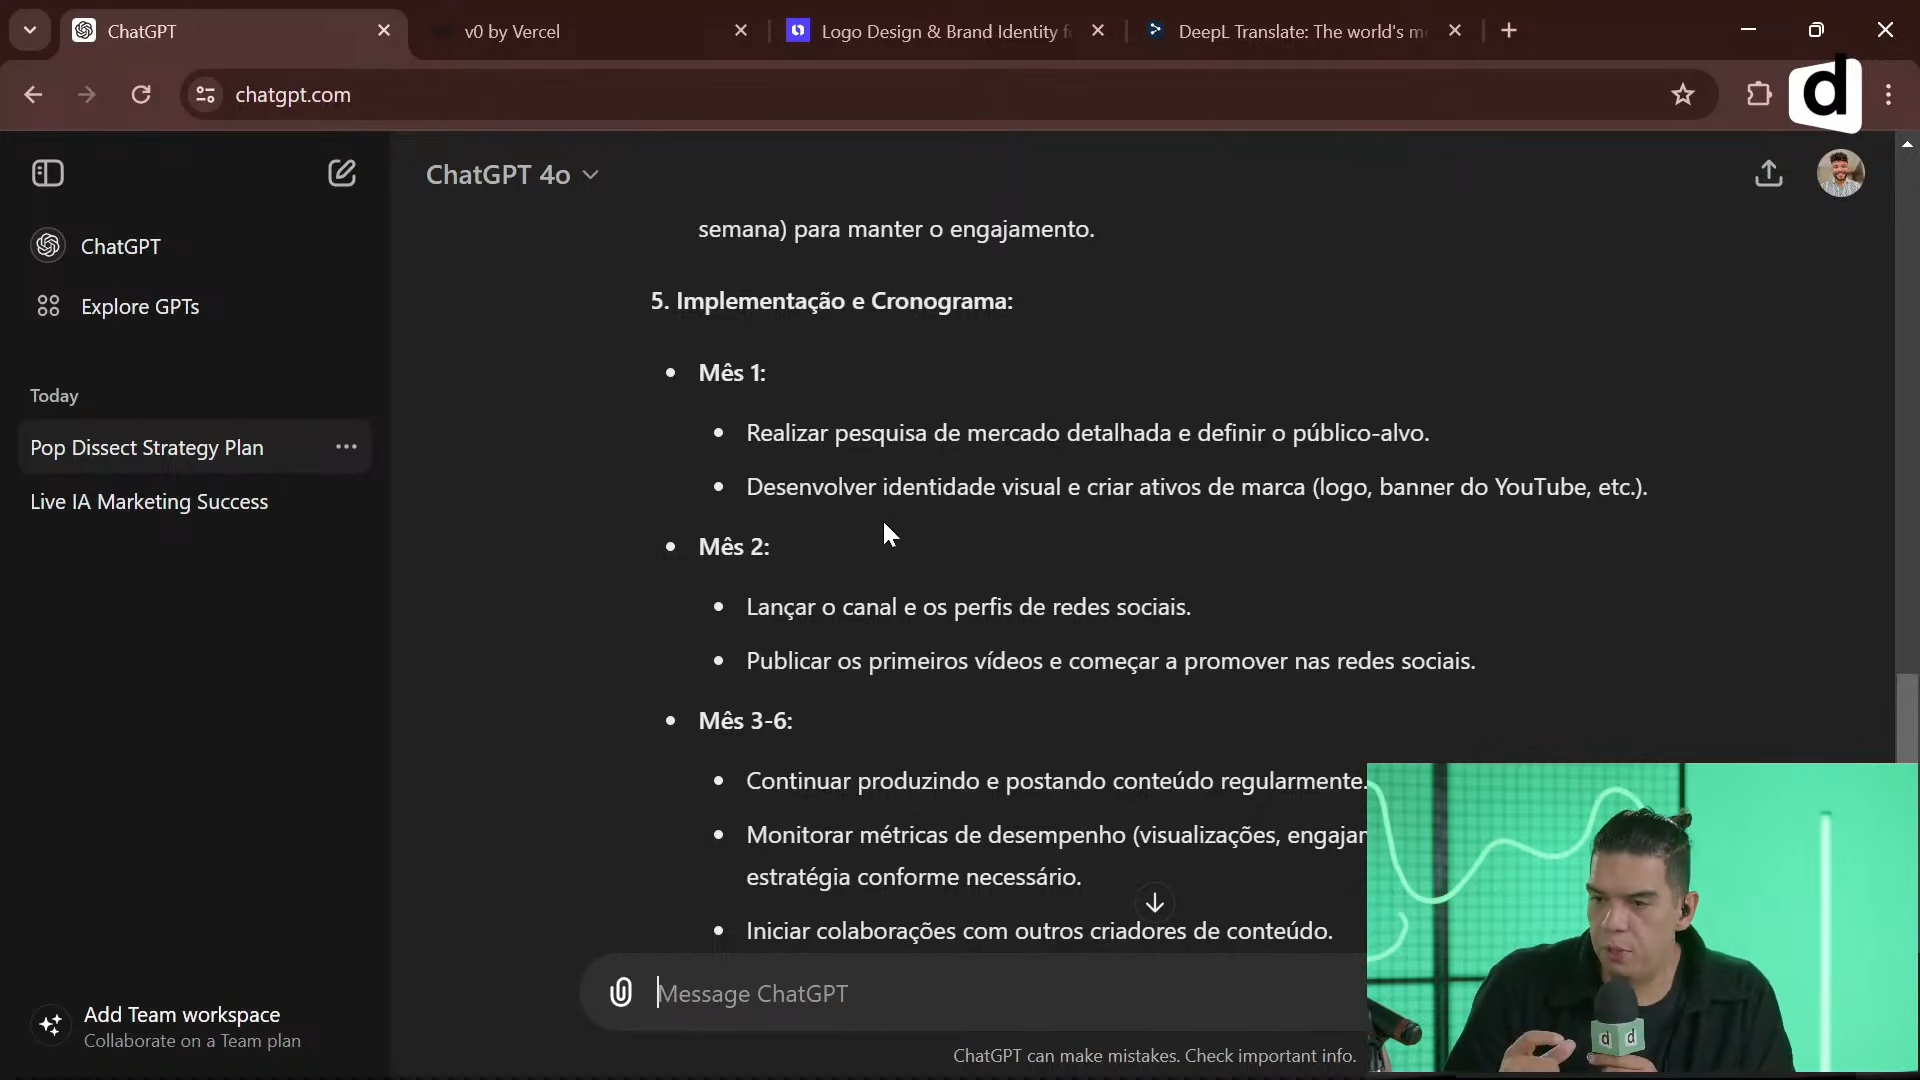 ChatGPT
v0 by Vercel
Logo Design & Brand Identity f
DeepL Translate: The world's m
chatgpt.com
d
ChatGPT 4o
ChatGPT
Explore GPTs
Today
Pop Dissect Strategy Plan
Live IA Marketing Success
semana) para manter o engajamento.
5. Implementação e Cronograma:
Mês 1:
Realizar pesquisa de mercado detalhada e definir o público-alvo.
Desenvolver identidade visual e criar ativos de marca (logo, banner do YouTube, etc.).
Mês 2:
Lançar o canal e os perfis de redes sociais.
Publicar os primeiros vídeos e começar a promover nas redes sociais.
Mês 3-6:
Continuar produzindo e postando conteúdo regularmente.
Monitorar métricas de desempenho (visualizações, engajar
estratégia conforme necessário.
Iniciar colaborações com outros criadores de conteúdo.
Message ChatGPT
Add Team workspace
Collaborate on a Team plan
ChatGPT can make mistakes. Check important info.
d d